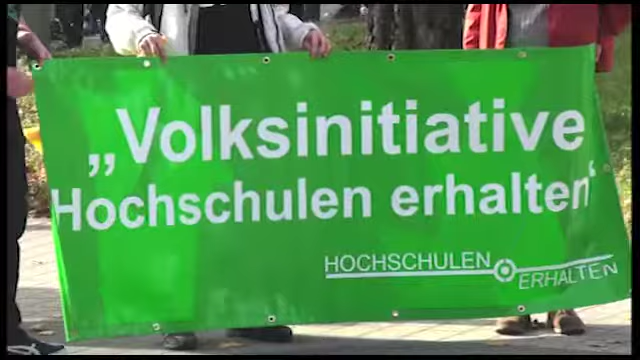 „Volksinitiative
Hochschulen erhalten“
HOCHSCHULEN
ERHALTEN